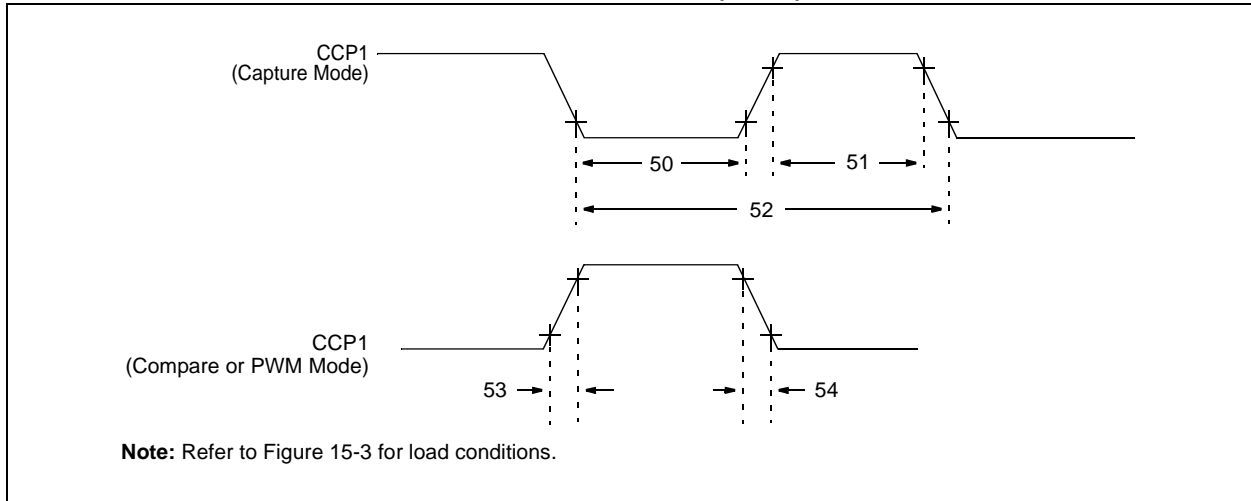 CCP1
(Capture Mode)
50
51
52
CCP1
(Compare or PWM Mode)
53
54
Note: Refer to Figure 15-3 for load conditions.